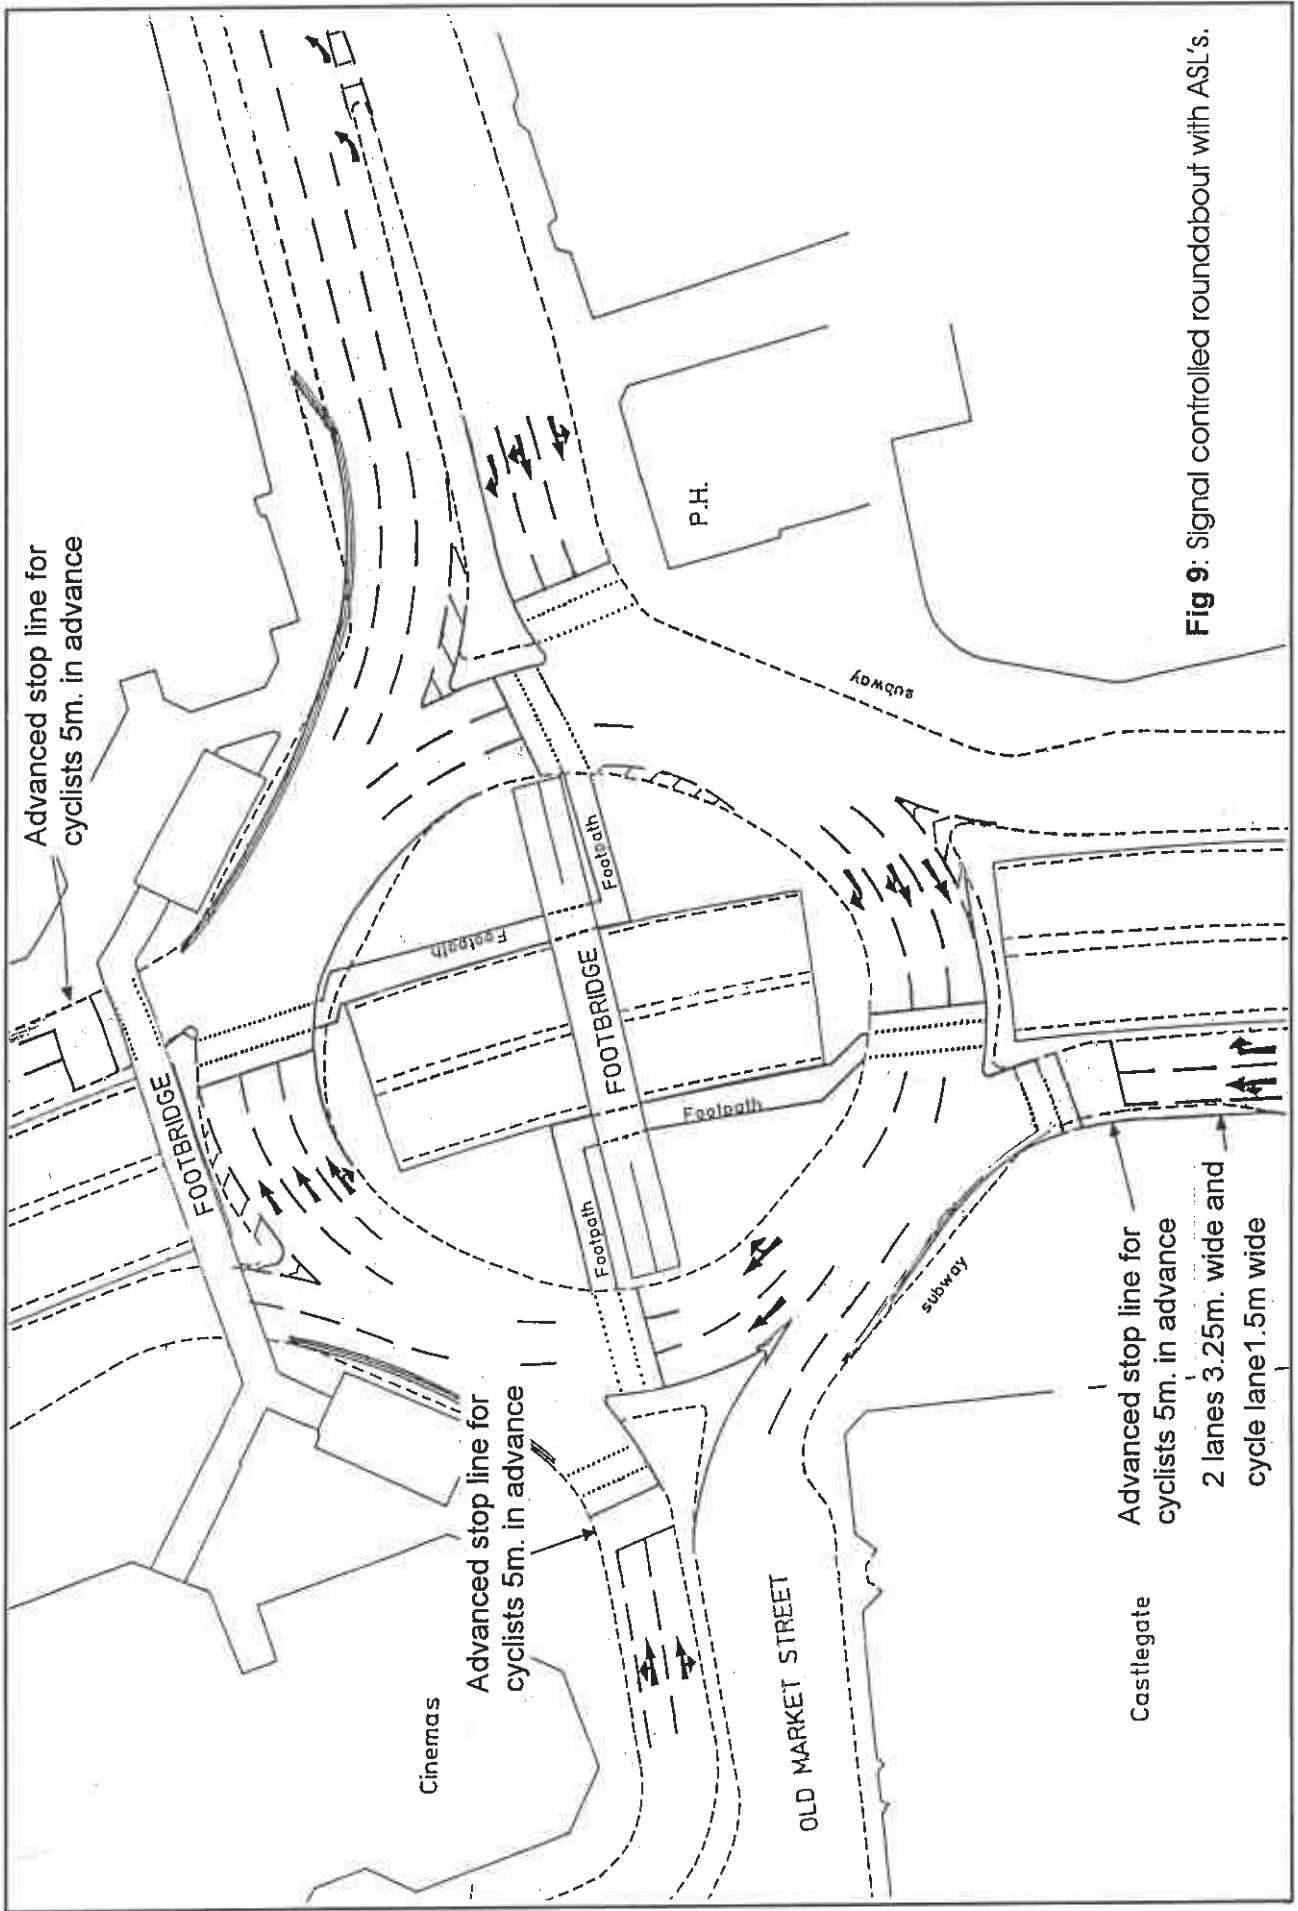 Advanced stop line for
cyclists 5m. in advance
FOOTBRIDGE
Footpath
FOOTBRIDGE
Footpath
Footpath
Footpath
P.H.
subway
subway
Cinemas
Advanced stop line for
cyclists 5m. in advance
OLD MARKET STREET
Castlegate
Advanced stop line for
cyclists 5m. in advance
2 lanes 3.25m. wide and
cycle lane1.5m wide
Fig 9: Signal controlled roundabout with ASL's.